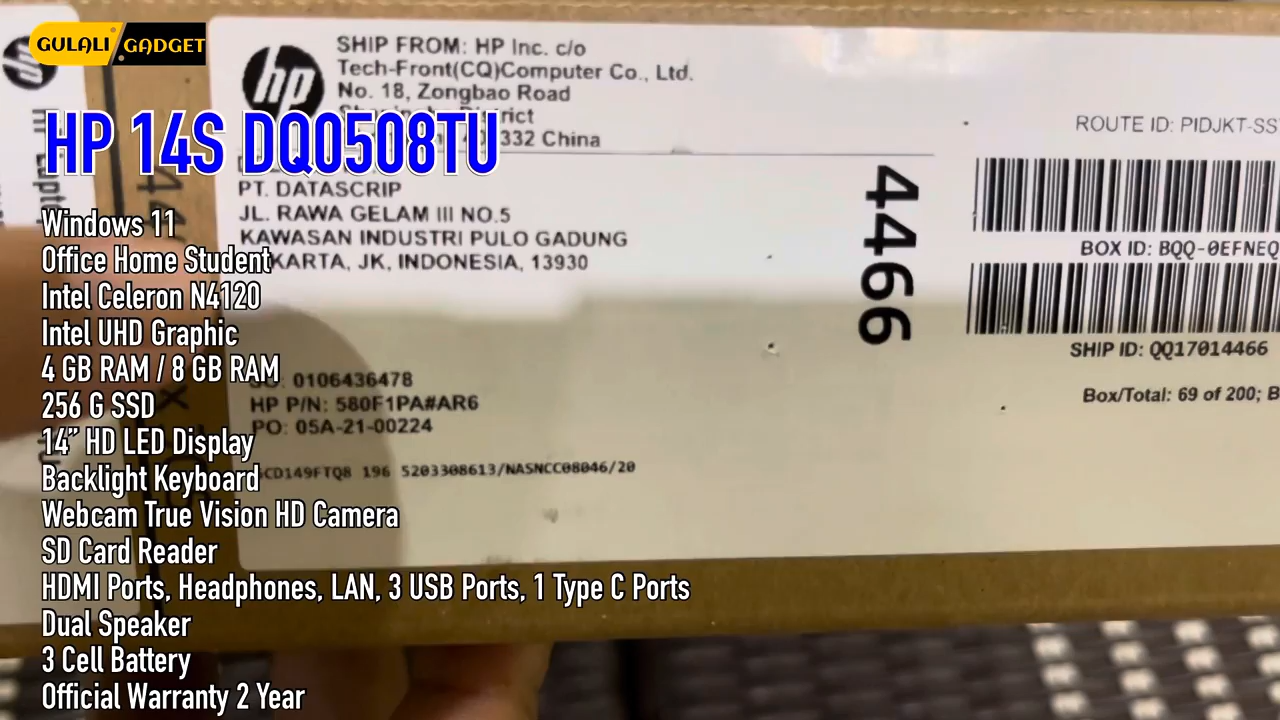 GULALI GADGET
hp
SHIP FROM: HP Inc. c/o
Tech-Front(CQ)Computer Co., Ltd.
No. 18, Zongbao Road
332 China
HP 14S DQ0508TU
PT. DATASCRIP
JL. RAWA GELAM III NO.5
KAWASAN INDUSTRI PULO GADUNG
KARTA, JK, INDONESIA, 13930
4466
ROUTE ID: PIDJKT-SS
BOX ID: BQQ-0EFNEQ
SHIP ID: QQ17014466
Box/Total: 69 of 200; B
0106436478
HP P/N: 580F1PA#AR6
PO: 05A-21-00224
CD149FTQ8 196 5203308613/NASNCC08046/20
Windows 11
Office Home Student
Intel Celeron N4120
Intel UHD Graphic
4 GB RAM / 8 GB RAM
256 G SSD
14” HD LED Display
Backlight Keyboard
Webcam True Vision HD Camera
SD Card Reader
HDMI Ports, Headphones, LAN, 3 USB Ports, 1 Type C Ports
Dual Speaker
3 Cell Battery
Official Warranty 2 Year